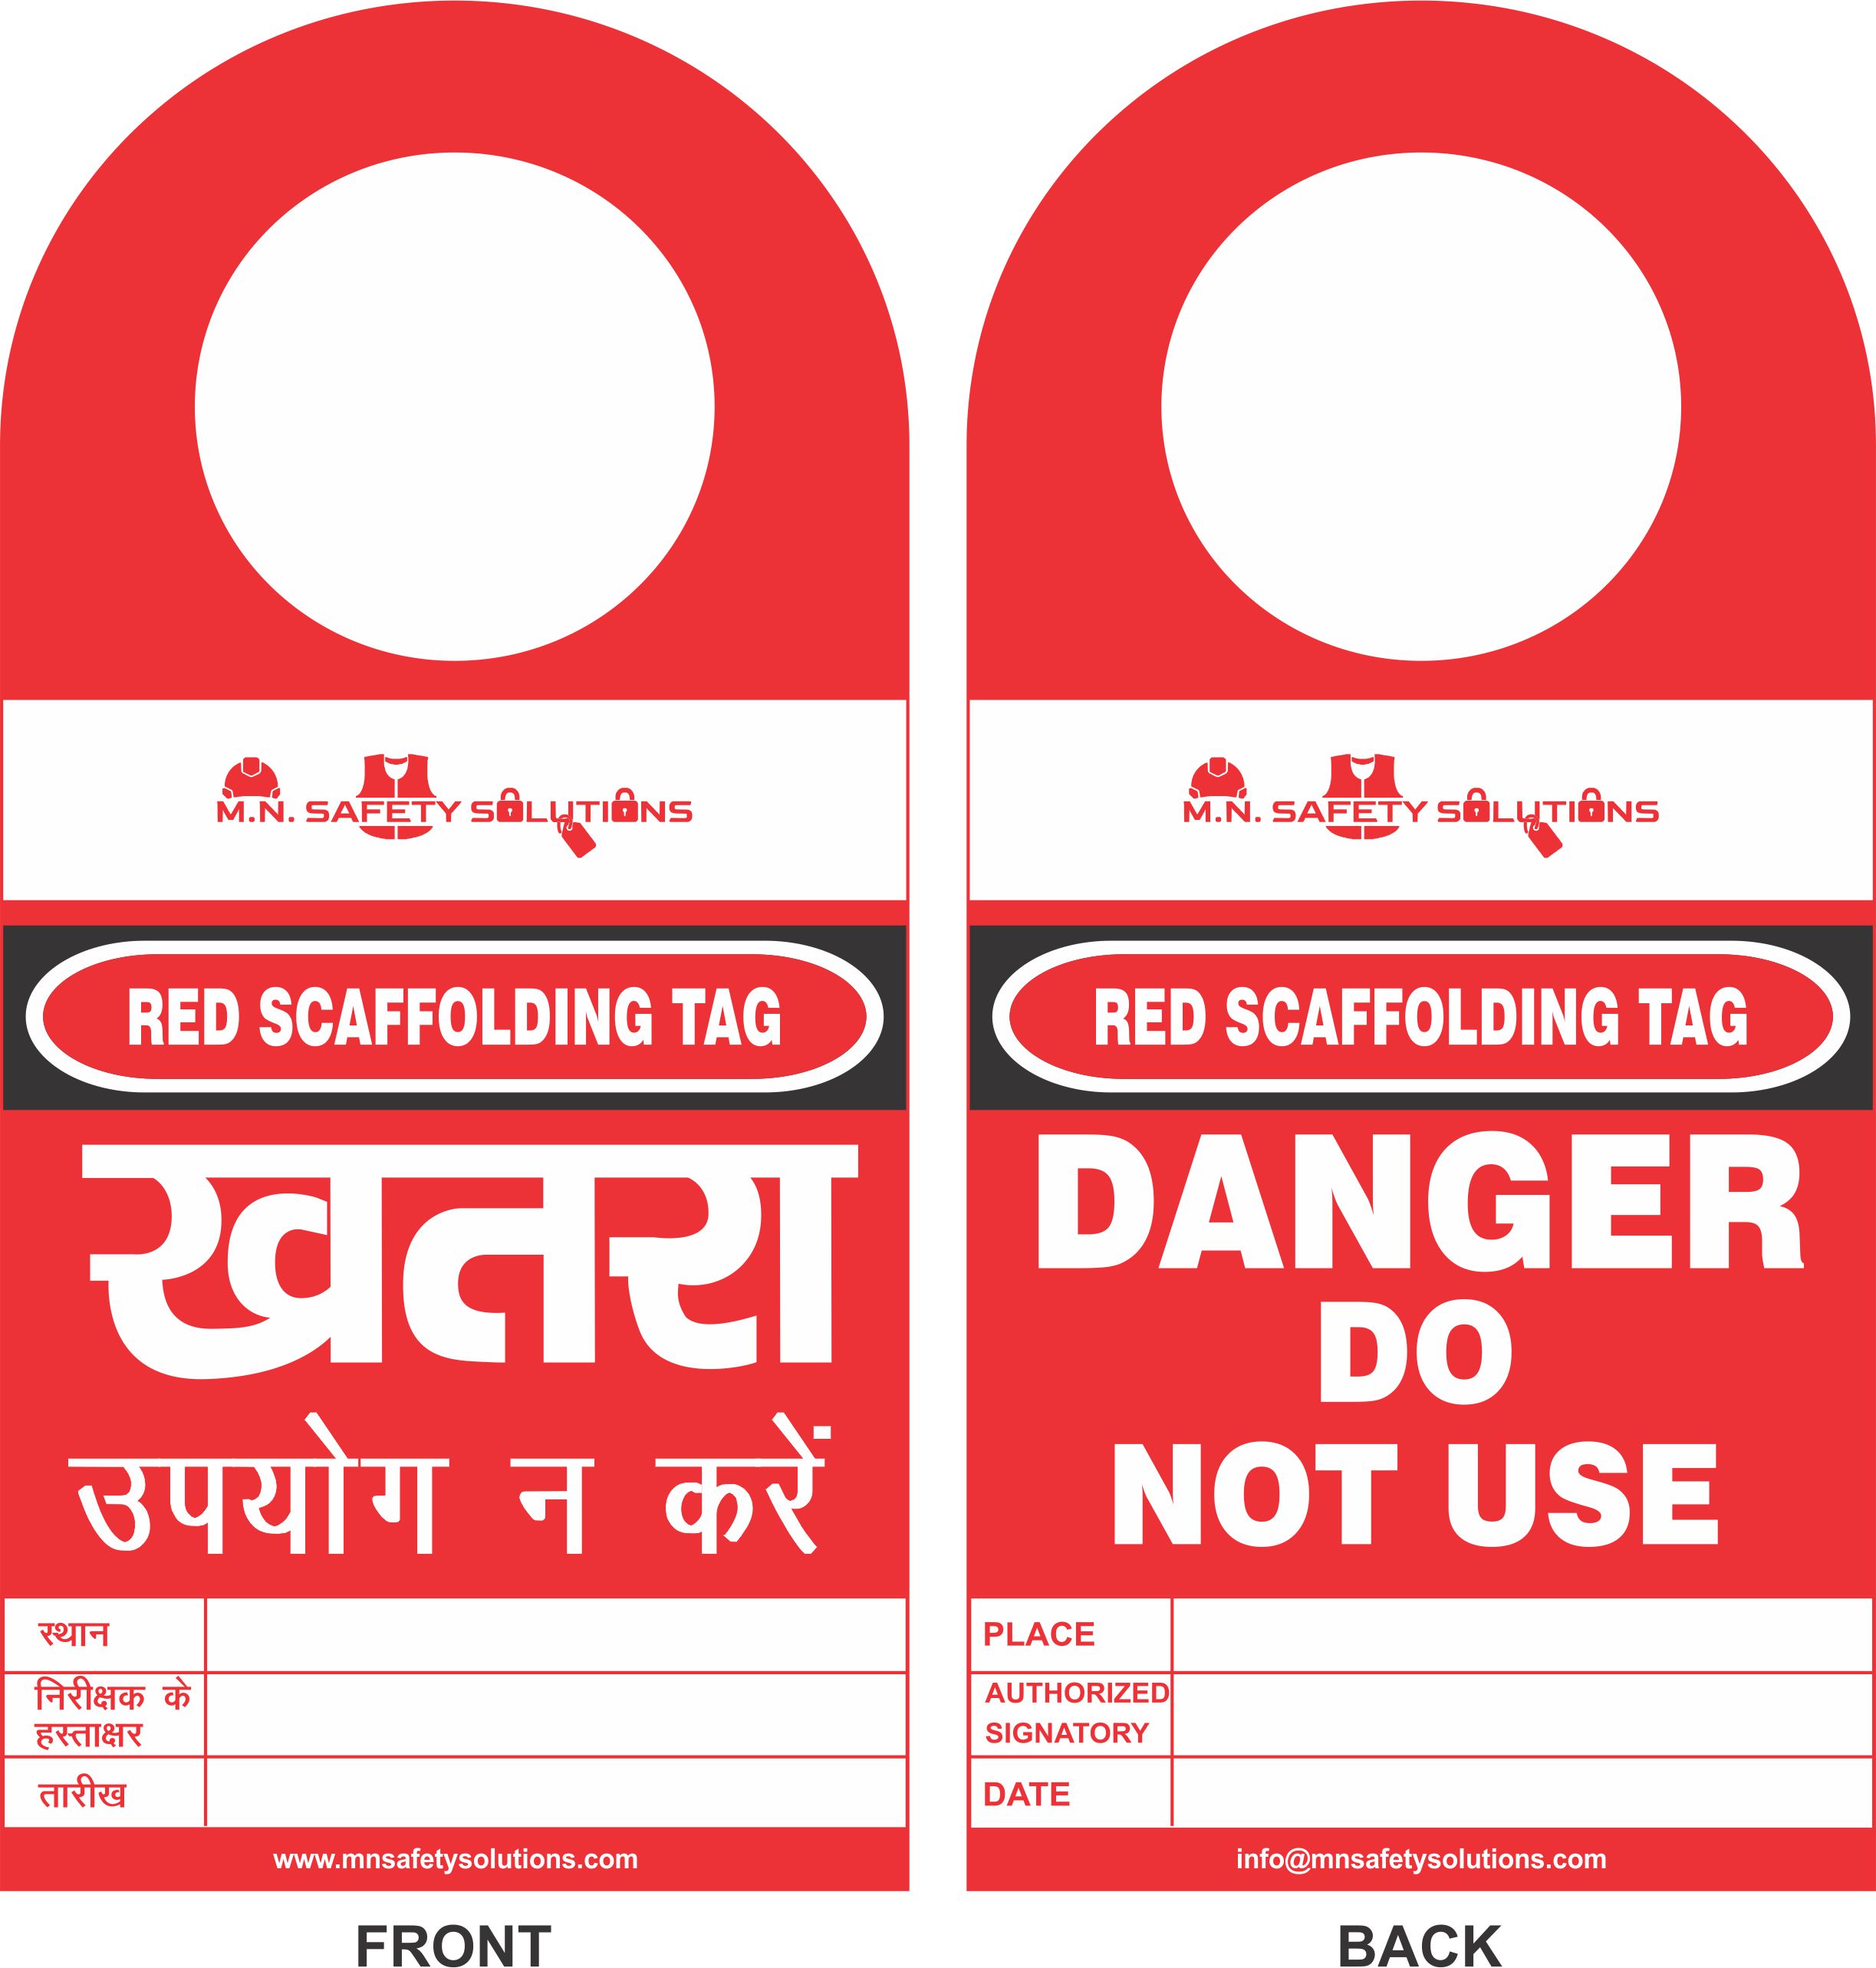 M.N. SAFETY SOLUTIONS
RED SCAFFOLDING TAG
खतरा
उपयोग न करें
स्थान
निरीक्षक के
हस्ताक्षर
तारीख
www.mnsafetysolutions.com
FRONT
M.N. SAFETY SOLUTIONS
RED SCAFFOLDING TAG
DANGER
DO
NOT USE
PLACE
AUTHORIZED
SIGNATORY
DATE
info@mnsafetysolutions.com
BACK